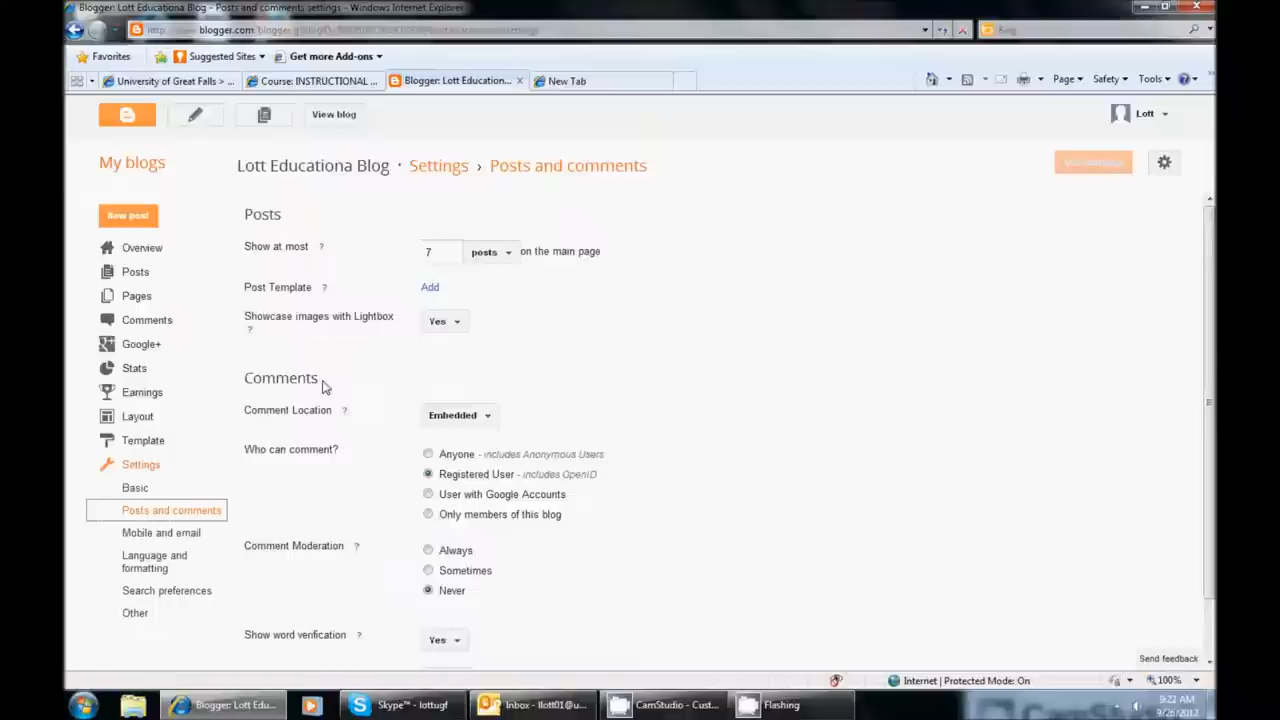 Blogger: Lott Educationa Blog - Posts and comments settings - Windows Internet Explorer
Favorites Suggested Sites Get more Add-ons
University of Great Falls > ... Course: INSTRUCTIONAL ... Blogger: Lott Education... New Tab
Page Safety Tools
View blog Lott
My blogs Lott Educationa Blog · Settings › Posts and comments
New post
Overview
Posts
Pages
Comments
Google+
Stats
Earnings
Layout
Template
Settings
Basic
Posts and comments
Mobile and email
Language and
formatting
Search preferences
Other
Posts
Show at most ? 7 posts on the main page
Post Template ? Add
Showcase images with Lightbox Yes
?
Comments
Comment Location ? Embedded
Who can comment? Anyone - includes Anonymous Users
Registered User - includes OpenID
User with Google Accounts
Only members of this blog
Comment Moderation ? Always
Sometimes
Never
Show word verification ? Yes
Send feedback
Internet | Protected Mode: On 100%
Blogger: Lott Edu... Skype™ - lottugf Inbox - llott01@u... CamStudio - Cust... Flashing
9:22 AM
9/26/2012